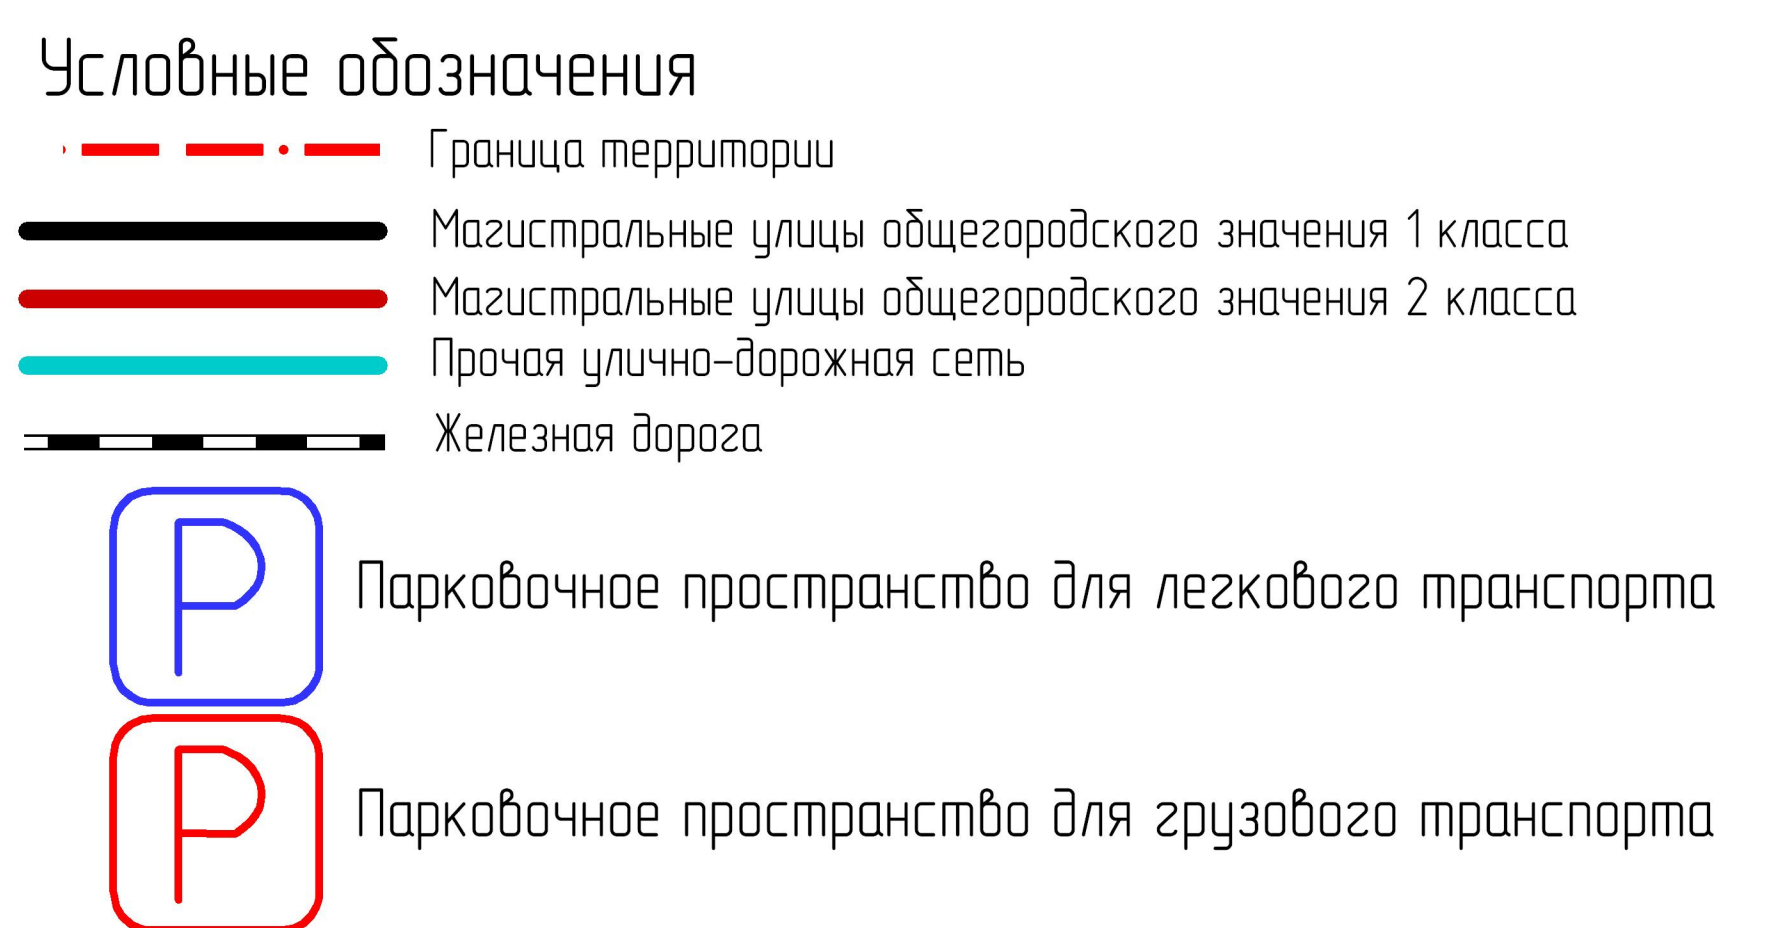 Условные обозначения
Граница территории
Магистральные улицы общегородского значения 1 класса
Магистральные улицы общегородского значения 2 класса
Прочая улично-дорожная сеть
Железная дорога
P
Парковочное пространство для легкового транспорта
P
Парковочное пространство для грузового транспорта